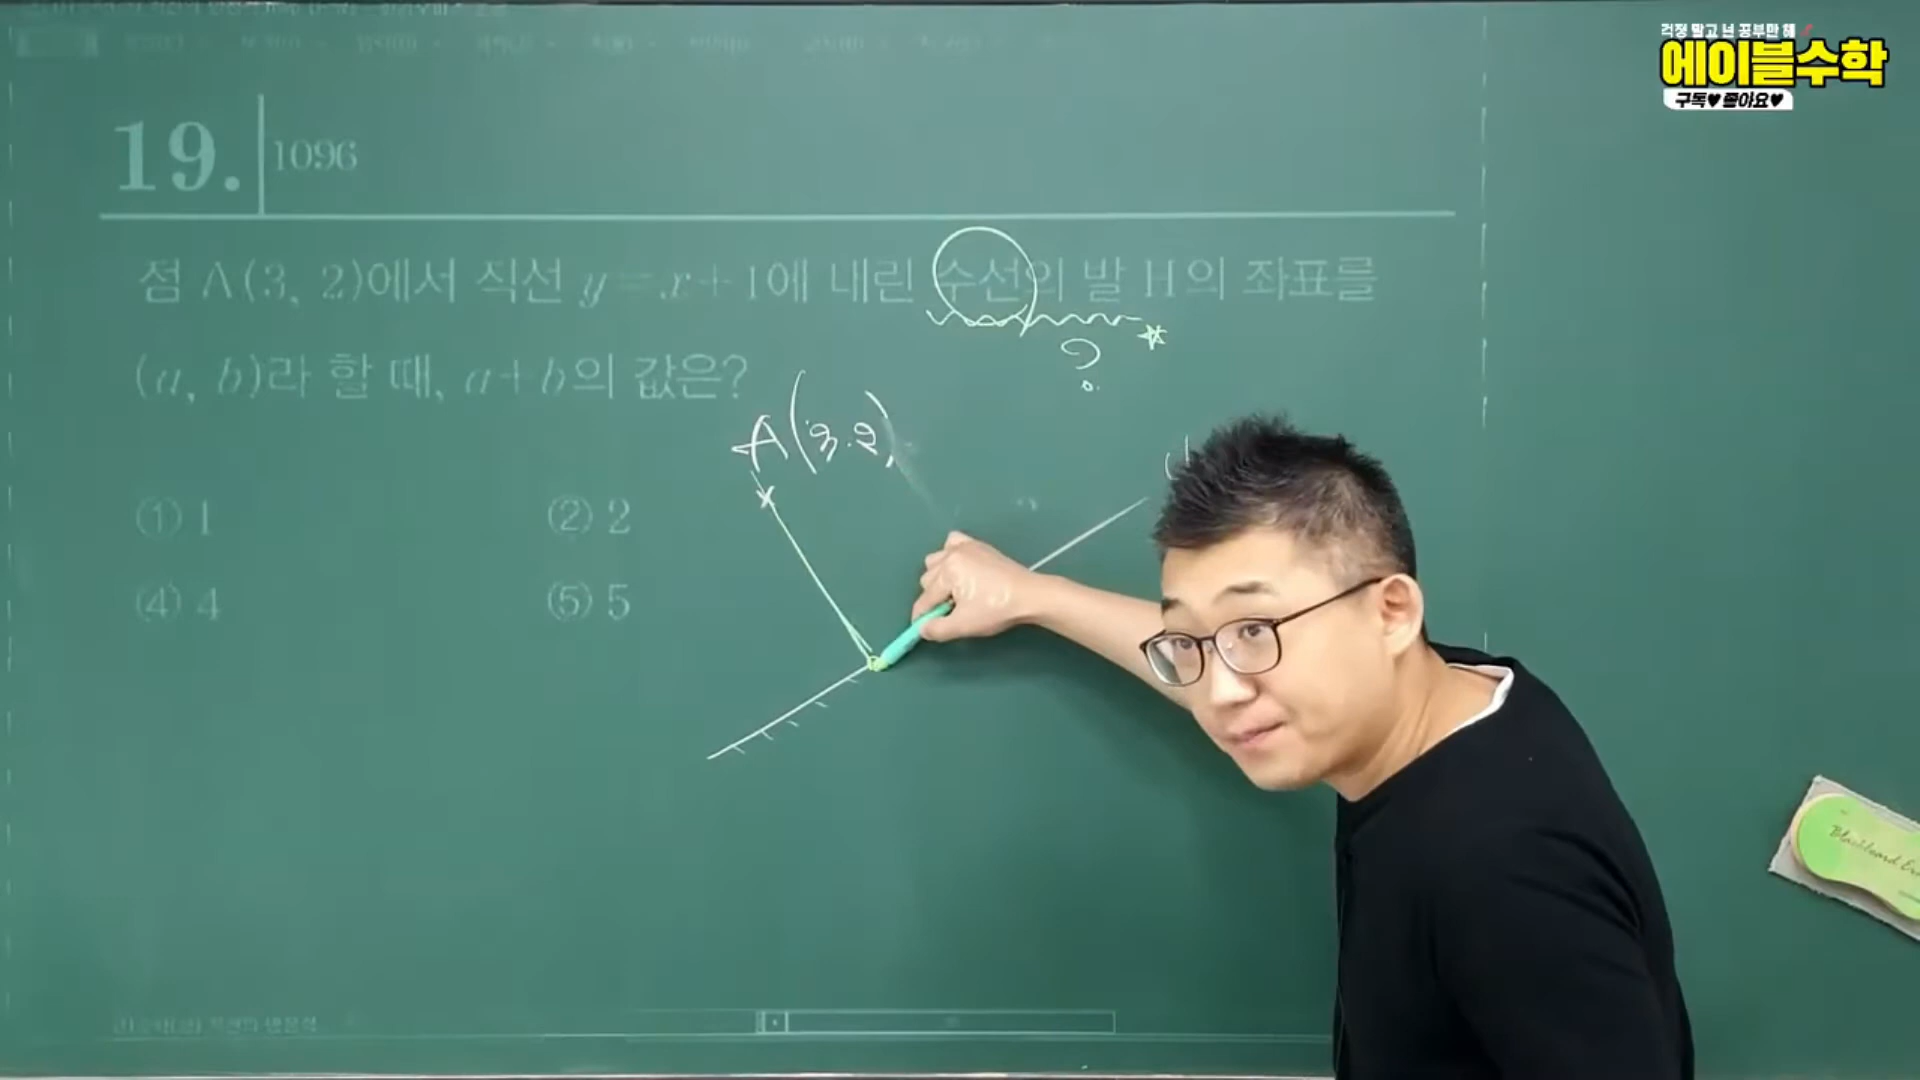 걱정 말고 넌 공부만 해
에이블수학
구독♥ 좋아요♥
19. 1096
점 A(3, 2)에서 직선 y=x+1에 내린 수선의 발 H의 좌표를
(a, b)라 할 때, a+b의 값은?
?
A(3.2)
① 1 ② 2
④ 4 ⑤ 5